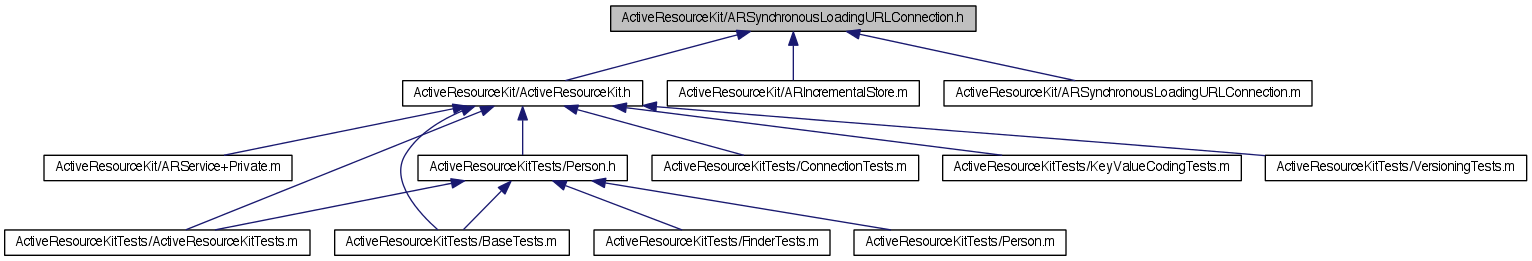 ActiveResourceKit/ARSynchronousLoadingURLConnection.h
ActiveResourceKit/ActiveResourceKit.h
ActiveResourceKit/ARIncrementalStore.m
ActiveResourceKit/ARSynchronousLoadingURLConnection.m
ActiveResourceKit/ARService+Private.m
ActiveResourceKitTests/Person.h
ActiveResourceKitTests/ConnectionTests.m
ActiveResourceKitTests/KeyValueCodingTests.m
ActiveResourceKitTests/VersioningTests.m
ActiveResourceKitTests/ActiveResourceKitTests.m
ActiveResourceKitTests/BaseTests.m
ActiveResourceKitTests/FinderTests.m
ActiveResourceKitTests/Person.m